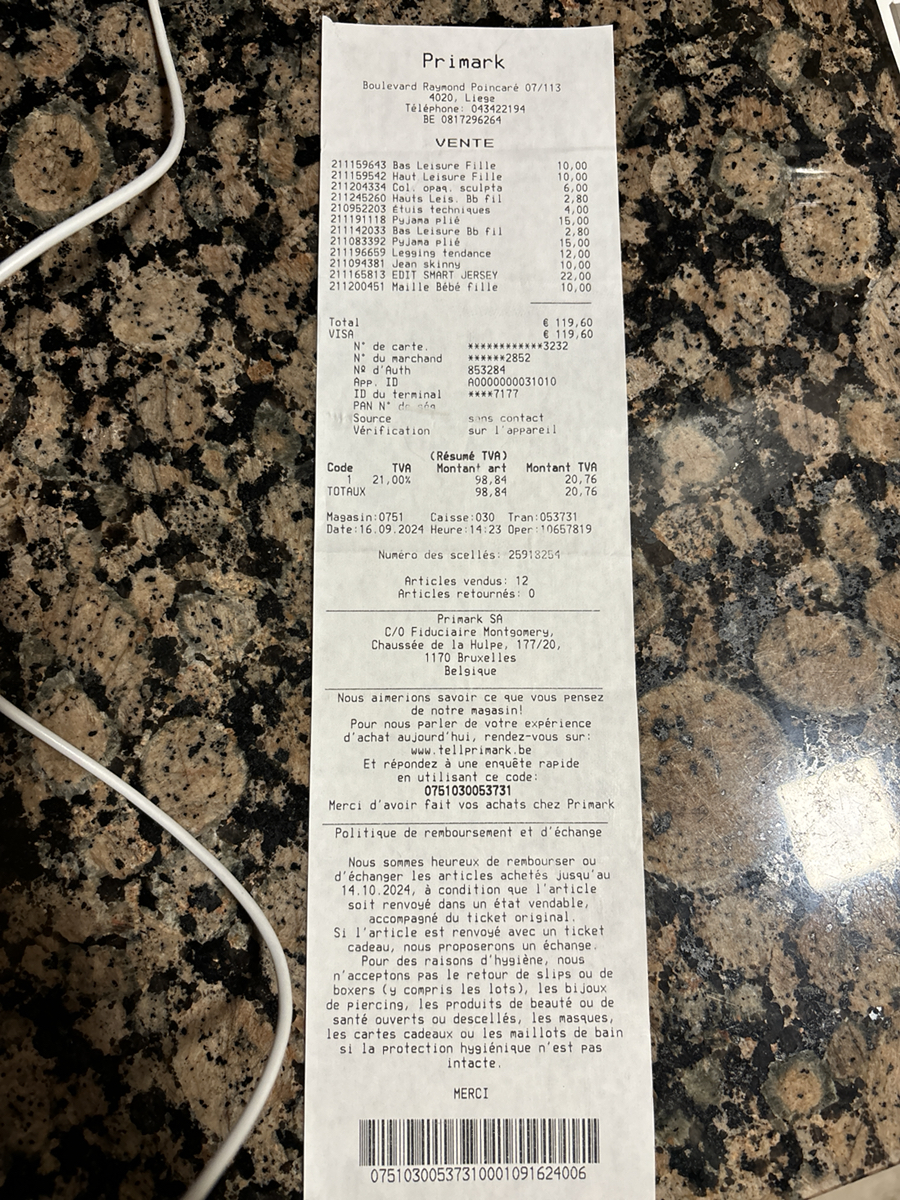 Primark
Boulevard Raymond Poincaré 07/113
4020, Liege
Téléphone: 043422194
BE 0817296264
VENTE
211159643 Bas Leisure Fille 10,00
211159542 Haut Leisure Fille 10,00
211204334 Col. opaq. sculpta 6,00
211245260 Hauts Leis. Bb fil 2,80
210952203 Étuis techniques 4,00
211191118 Pyjama plié 15,00
211142033 Bas Leisure Bb fil 2,80
211083392 Pyjama plié 15,00
211196659 Legging tendance 12,00
211094381 Jean skinny 10,00
211165813 EDIT SMART JERSEY 22,00
211200451 Maille Bébé fille 10,00
Total € 119,60
VISA € 119,60
N° de carte. ************3232
N° du marchand ******2852
Nº d'Auth 853284
App. ID A0000000031010
ID du terminal ****7177
PAN N° de
Source sans contact
Vérification sur l'appareil
(Résumé TVA)
Code TVA Montant art Montant TVA
1 21,00% 98,84 20,76
TOTAUX 98,84 20,76
Magasin:0751 Caisse:030 Tran:053731
Date:16.09.2024 Heure:14:23 Oper:10657819
Numéro des scellés: 25918254
Articles vendus: 12
Articles retournés: 0
Primark SA
C/O Fiduciaire Montgomery,
Chaussée de la Hulpe, 177/20,
1170 Bruxelles
Belgique
Nous aimerions savoir ce que vous pensez
de notre magasin!
Pour nous parler de votre expérience
d'achat aujourd'hui, rendez-vous sur:
www.tellprimark.be
Et répondez à une enquête rapide
en utilisant ce code:
0751030053731
Merci d'avoir fait vos achats chez Primark
Politique de remboursement et d'échange
Nous sommes heureux de rembourser ou
d'échanger les articles achetés jusqu'au
14.10.2024, à condition que l'article
soit renvoyé dans un état vendable,
accompagné du ticket original.
Si l'article est renvoyé avec un ticket
cadeau, nous proposerons un échange.
Pour des raisons d'hygiène, nous
n'acceptons pas le retour de slips ou de
boxers (y compris les lots), les bijoux
de piercing, les produits de beauté ou de
santé ouverts ou descellés, les masques,
les cartes cadeaux ou les maillots de bain
si la protection hygiénique n'est pas
intacte.
MERCI
07510300537310001091624006